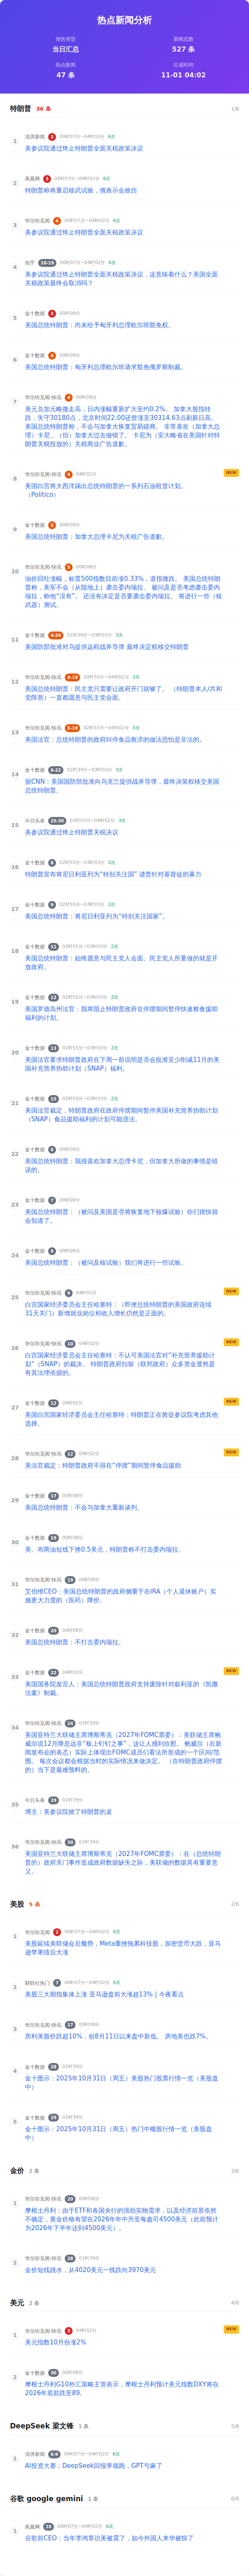 热点新闻分析
报告类型
新闻总数
当日汇总
527 条
热点新闻
生成时间
47 条
11-01 04:02
特朗普 36 条
1/6
1
澎湃新闻 3 00时07分~04时02分 6次
美参议院通过终止特朗普全面关税政策决议
2
凤凰网 5 00时07分~04时02分 6次
特朗普称将重启核武试验，俄表示会效仿
3
华尔街见闻 4 00时07分~04时02分 6次
美参议院通过终止特朗普全面关税政策决议
4
知乎 10-19 00时07分~04时02分 6次
美参议院通过终止特朗普全面关税政策决议，这意味着什么？美国全面
关税政策最终会取消吗？
5
金十数据 3 00时08分
美国总统特朗普：尚未给予匈牙利总理欧尔班豁免权。
6
金十数据 4 00时08分
美国总统特朗普：匈牙利总理欧尔班请求豁免俄罗斯制裁。
7
华尔街见闻-快讯 4 00时08分
美元兑加元略微走高，日内涨幅重新扩大至约0.2%。 加拿大股指转
跌，失守30180点，北京时间22:00还曾涨至30314.63点刷新日高。
美国总统特朗普称，不会与加拿大恢复贸易磋商。 非常喜欢（加拿大总
理）卡尼，（但）加拿大过去做错了。 卡尼为（安大略省在美国针对特
朗普关税投放的）关税商业广告道歉。
8
华尔街见闻-快讯 4 04时02分
NEW
美国白宫将大西洋踢出总统特朗普的一系列石油租赁计划。
（Politico）
9
金十数据 5 00时08分
美国总统特朗普：加拿大总理卡尼为关税广告道歉。
10
华尔街见闻-快讯 5 00时08分
油价回吐涨幅，标普500指数目前涨0.33%，道指微跌。 美国总统特朗
普称，美军不会（从陆地上）袭击委内瑞拉。 被问及是否考虑袭击委内
瑞拉，称他“没有”。 还没有决定是否要袭击委内瑞拉。 将进行一些（核
武器）测试。
11
金十数据 4-20 01时39分~03时03分 3次
美国防部批准对乌提供远程战斧导弹 最终决定权移交特朗普
12
华尔街见闻-快讯 4-18 02时55分~04时02分 3次
美国总统特朗普：民主党只需要让政府开门就够了。 （特朗普本人/共和
党阵营）一直都愿意与民主党会面。
13
华尔街见闻-快讯 5-19 02时55分~04时02分 3次
美国法官：总统特朗普的政府叫停食品救济的做法恐怕是非法的。
14
金十数据 6-22 01时39分~03时03分 3次
据CNN：美国国防部批准向乌克兰提供战斧导弹，最终决策权移交美国
总统特朗普。
15
今日头条 25-30 02时55分~04时02分 3次
美参议院通过终止特朗普关税决议
16
金十数据 8 02时55分~03时03分 2次
特朗普宣布将尼日利亚列为“特别关注国” 谴责针对基督徒的暴力
17
金十数据 9 02时55分~03时03分 2次
美国总统特朗普：将尼日利亚列为“特别关注国家”。
18
金十数据 11 02时55分~03时03分 2次
美国总统特朗普：始终愿意与民主党人会面。民主党人所要做的就是开
放政府。
19
金十数据 12 02时55分~03时03分 2次
美国罗德岛州法官：我将阻止特朗普政府在停摆期间暂停快速粮食援助
福利的计划。
20
金十数据 13 02时55分~03时03分 2次
美国法官要求特朗普政府在下周一前说明是否会批准至少削减11月的美
国补充营养协助计划（SNAP）福利。
21
金十数据 15 02时55分~03时03分 2次
美国法官裁定，特朗普政府在政府停摆期间暂停美国补充营养协助计划
（SNAP）食品援助福利的计划可能违法。
22
金十数据 6 00时08分
美国总统特朗普：我很喜欢加拿大总理卡尼，但加拿大所做的事情是错
误的。
23
金十数据 7 00时08分
美国总统特朗普：（被问及美国是否将恢复地下核爆试验）你们很快就
会知道了。
24
金十数据 8 00时08分
美国总统特朗普：（被问及核试验）我们将进行一些试验。
25
华尔街见闻-快讯 9 04时02分
NEW
白宫国家经济委员会主任哈塞特：（即便总统特朗普的美国政府连续
31天关门）新增就业岗位和收入增长仍然是正面的。
26
华尔街见闻-快讯 10 04时02分
NEW
白宫国家经济委员会主任哈塞特：不认可美国法官对“补充营养援助计
划”（SNAP）的裁决。 特朗普政府扣留（联邦政府）众多资金显然是
有其法理依据的。
27
金十数据 12 04时02分
NEW
美国白宫国家经济委员会主任哈塞特：特朗普正在敦促参议院考虑其他
选择。
28
华尔街见闻-快讯 12 04时02分
NEW
美法官裁定：特朗普政府不得在“停摆”期间暂停食品援助
29
金十数据 17 00时08分
美国总统特朗普：不会与加拿大重新谈判。
30
金十数据 19 00时08分
美、布两油短线下挫0.5美元，特朗普称不打击委内瑞拉。
31
华尔街见闻-快讯 19 00时08分
艾伯维CEO：美国总统特朗普的政府侧重于在IRA（个人退休账户）实
施更大力度的（医药）降价。
32
金十数据 20 00时08分
美国总统特朗普：不打击委内瑞拉。
33
金十数据 22 04时02分
NEW
美国国务院发言人：美国总统特朗普政府支持废除针对叙利亚的《凯撒
法案》制裁。
34
华尔街见闻-快讯 24 01时39分
美国亚特兰大联储主席博斯蒂克（2027年FOMC票委）：美联储主席鲍
威尔说12月降息远非“板上钉钉之事”，这让人感到欣慰。 鲍威尔（在新
闻发布会的表态）实际上体现出FOMC成员们看法所形成的一个区间/范
围。 每次会议都会根据当时的实际情况来做决定。 （在特朗普政府停摆
的）当下是最难预料的。
35
今日头条 29 01时39分
博主：美参议院掀了特朗普的桌
36
华尔街见闻-快讯 30 01时39分
美国亚特兰大联储主席博斯蒂克（2027年FOMC票委）：在（总统特朗
普的）政府关门事件造成政府数据缺失之际，美联储的数据具有重要意
义。
美股 5 条
2/6
1
华尔街见闻 2 00时07分~04时02分 6次
美股延续美联储会后颓势，Meta重挫拖累科技股，加密货币大跌，亚马
逊苹果绩后大涨
2
财联社热门 7 00时07分~04时02分 6次
美股三大期指集体上涨 亚马逊盘前大涨超13% | 今夜看点
3
华尔街见闻-快讯 17 00时08分
房利美股价跌超10%，创8月11日以来盘中新低。 房地美也跌7%。
4
金十数据 28 01时39分
金十图示：2025年10月31日（周五）美股热门股票行情一览（美股盘
中）
5
金十数据 29 01时39分
金十图示：2025年10月31日（周五）热门中概股行情一览（美股盘
中）
金价 2 条
3/6
1
华尔街见闻-快讯 20 00时08分
摩根士丹利：由于ETF和各国央行的强劲实物需求，以及经济前景依然
不确定，黄金价格有望在2026年年中升至每盎司4500美元（此前预计
为2026年下半年达到4500美元）。
2
华尔街见闻-快讯 28 01时39分
金价短线跳水，从4020美元一线跌向3970美元
美元 2 条
4/6
1
华尔街见闻-快讯 3 04时02分
NEW
美元指数10月份涨2%
2
金十数据 30 00时08分
摩根士丹利G10外汇策略主管表示，摩根士丹利预计美元指数DXY将在
2026年底前跌至89。
DeepSeek 梁文锋 1 条
5/6
1
澎湃新闻 6-9 00时07分~04时02分 6次
AI投资大赛：DeepSeek回报率领跑，GPT亏麻了
谷歌 google gemini 1 条
6/6
1
凤凰网 10 00时07分~04时02分 6次
谷歌前CEO：当年李鸿章访美被震了，如今外国人来华被惊了